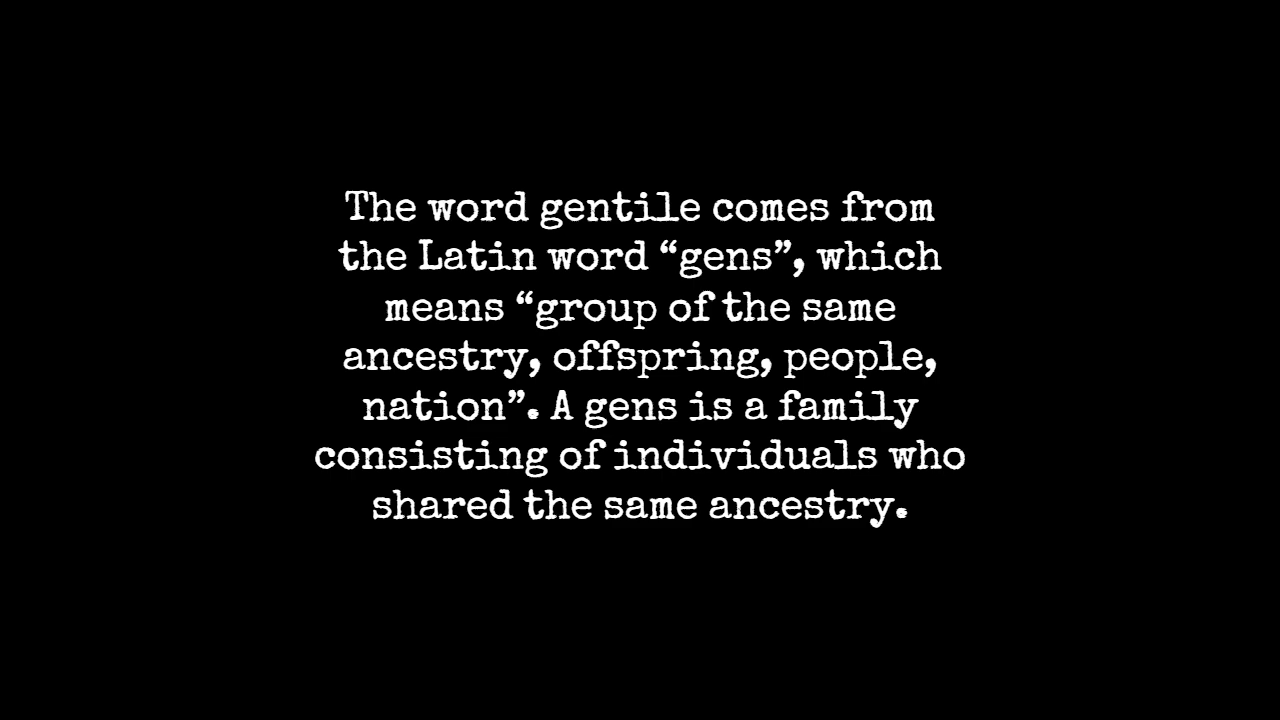 The word gentile comes from
the Latin word “gens”, which
means “group of the same
ancestry, offspring, people,
nation”. A gens is a family
consisting of individuals who
shared the same ancestry.